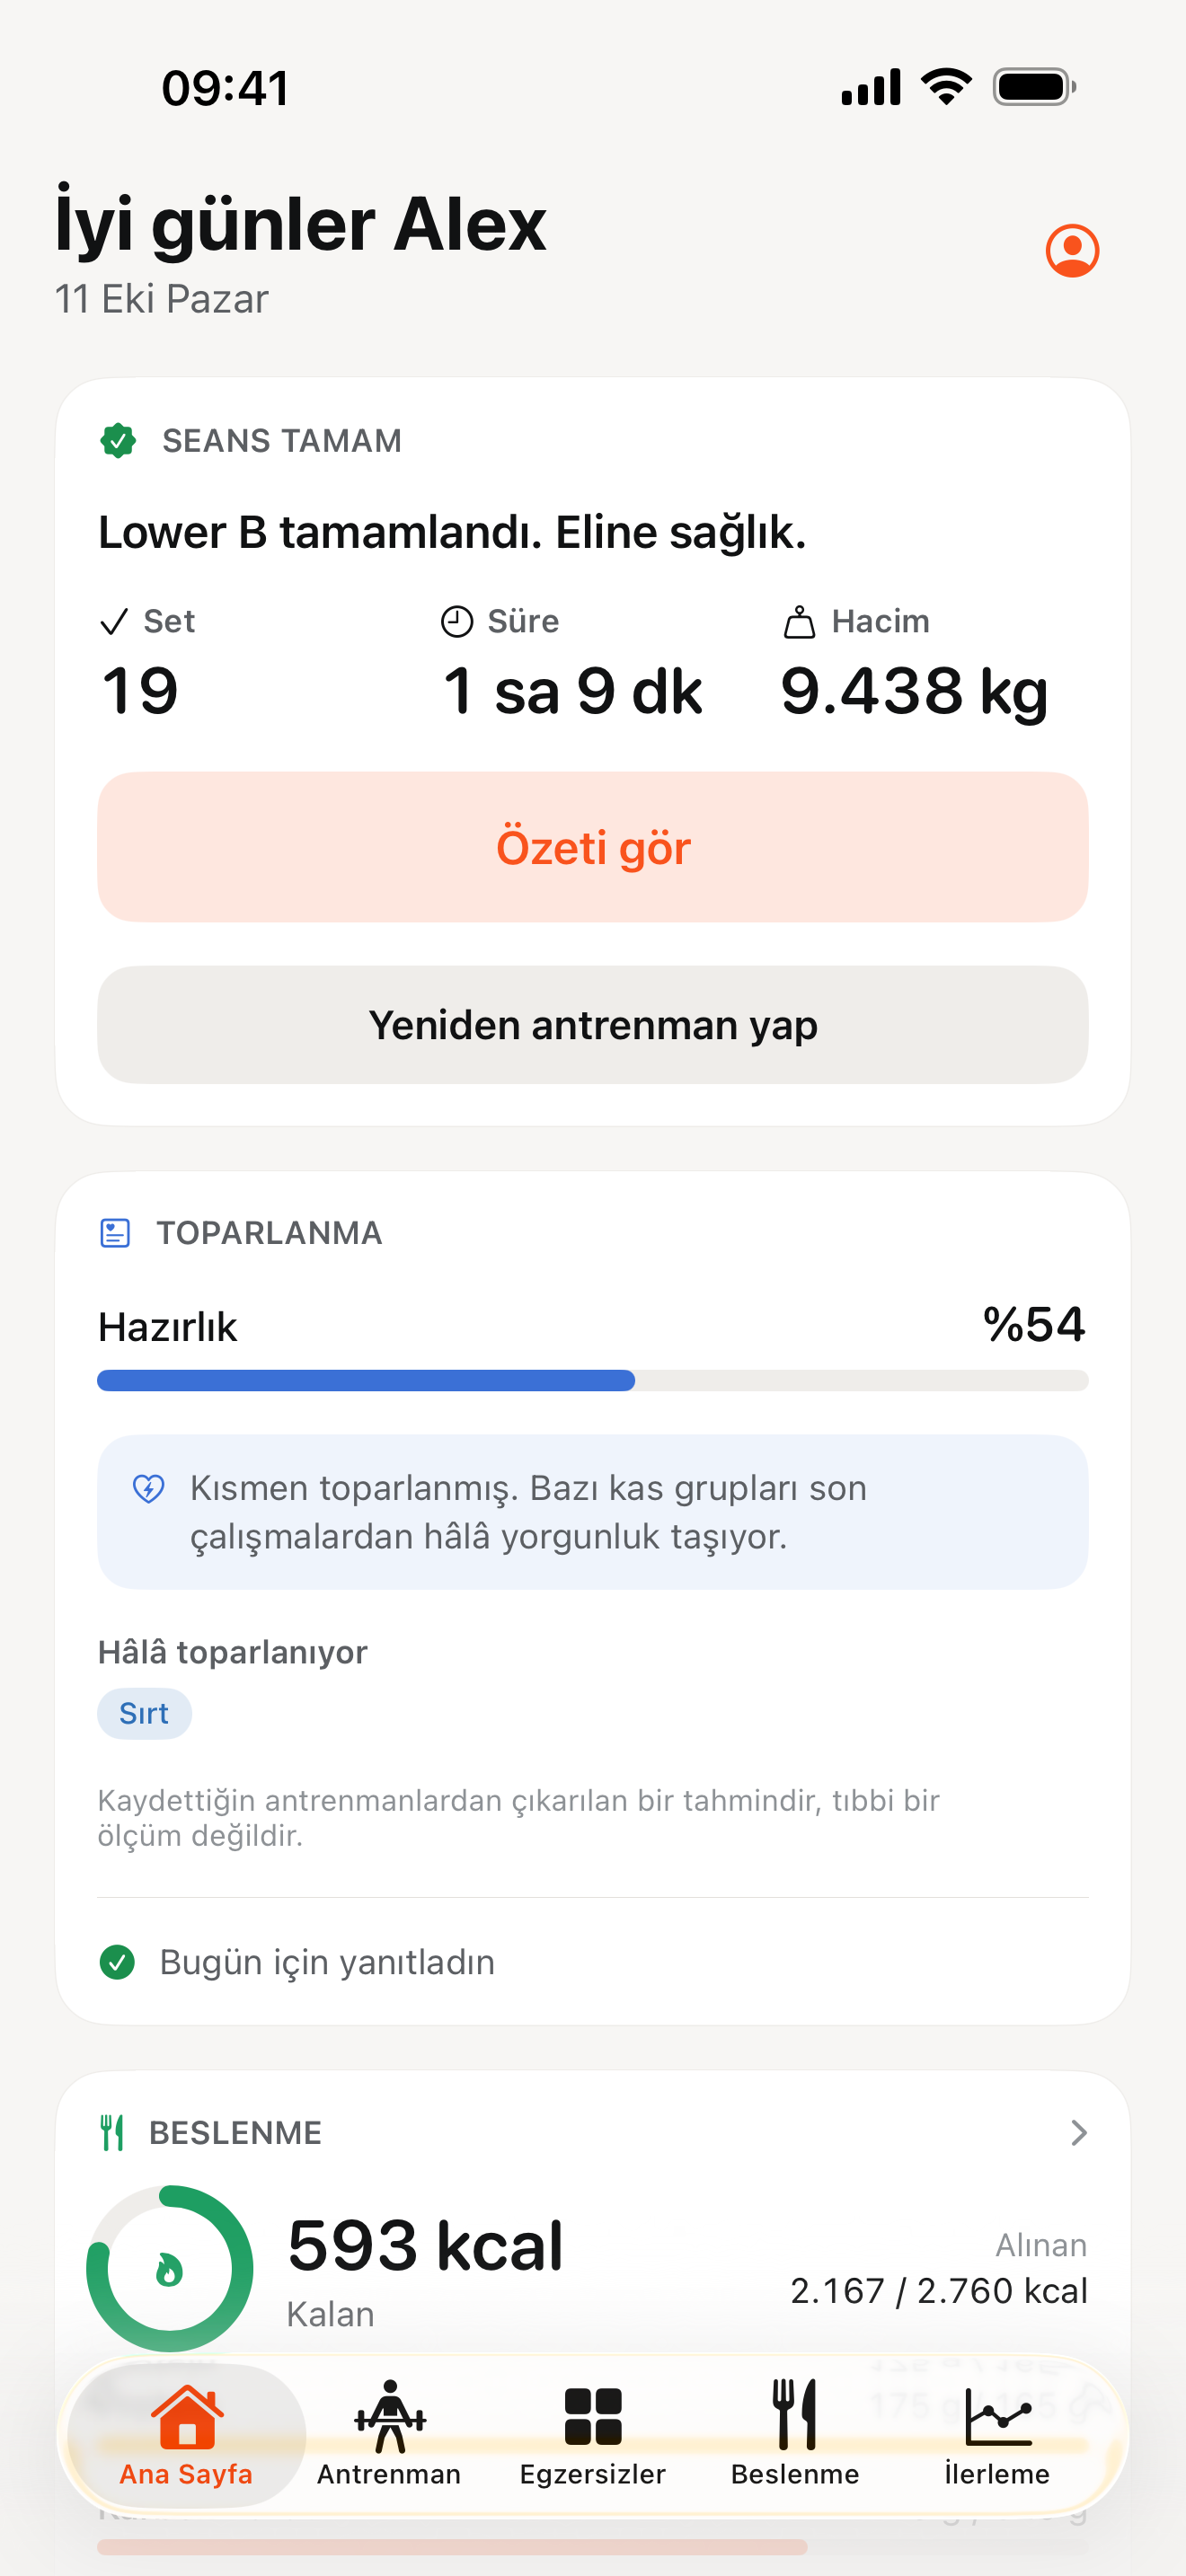 09:41
İyi günler Alex
11 Eki Pazar
SEANS TAMAM
Lower B tamamlandı. Eline sağlık.
Set
Süre
Hacim
19
1 sa 9 dk
9.438 kg
Özeti gör
Yeniden antrenman yap
TOPARLANMA
Hazırlık
%54
Kısmen toparlanmış. Bazı kas grupları son
çalışmalardan hâlâ yorgunluk taşıyor.
Hâlâ toparlanıyor
Sırt
Kaydettiğin antrenmanlardan çıkarılan bir tahmindir, tıbbi bir
ölçüm değildir.
Bugün için yanıtladın
BESLENME
593 kcal
Kalan
Alınan
2.167 / 2.760 kcal
Ana Sayfa
Antrenman
Egzersizler
Beslenme
İlerleme